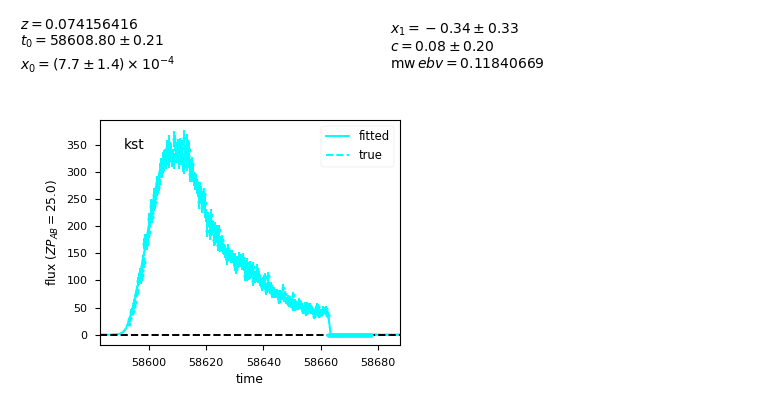 z = 0.074156416
t₀ = 58608.80 ± 0.21
x₀ = (7.7 ± 1.4) × 10⁻⁴
x₁ = −0.34 ± 0.33
c = 0.08 ± 0.20
mwebv = 0.11840669
kst
fitted
true
350
300
250
200
150
100
50
0
flux (ZP_AB = 25.0)
58600 58620 58640 58660 58680
time